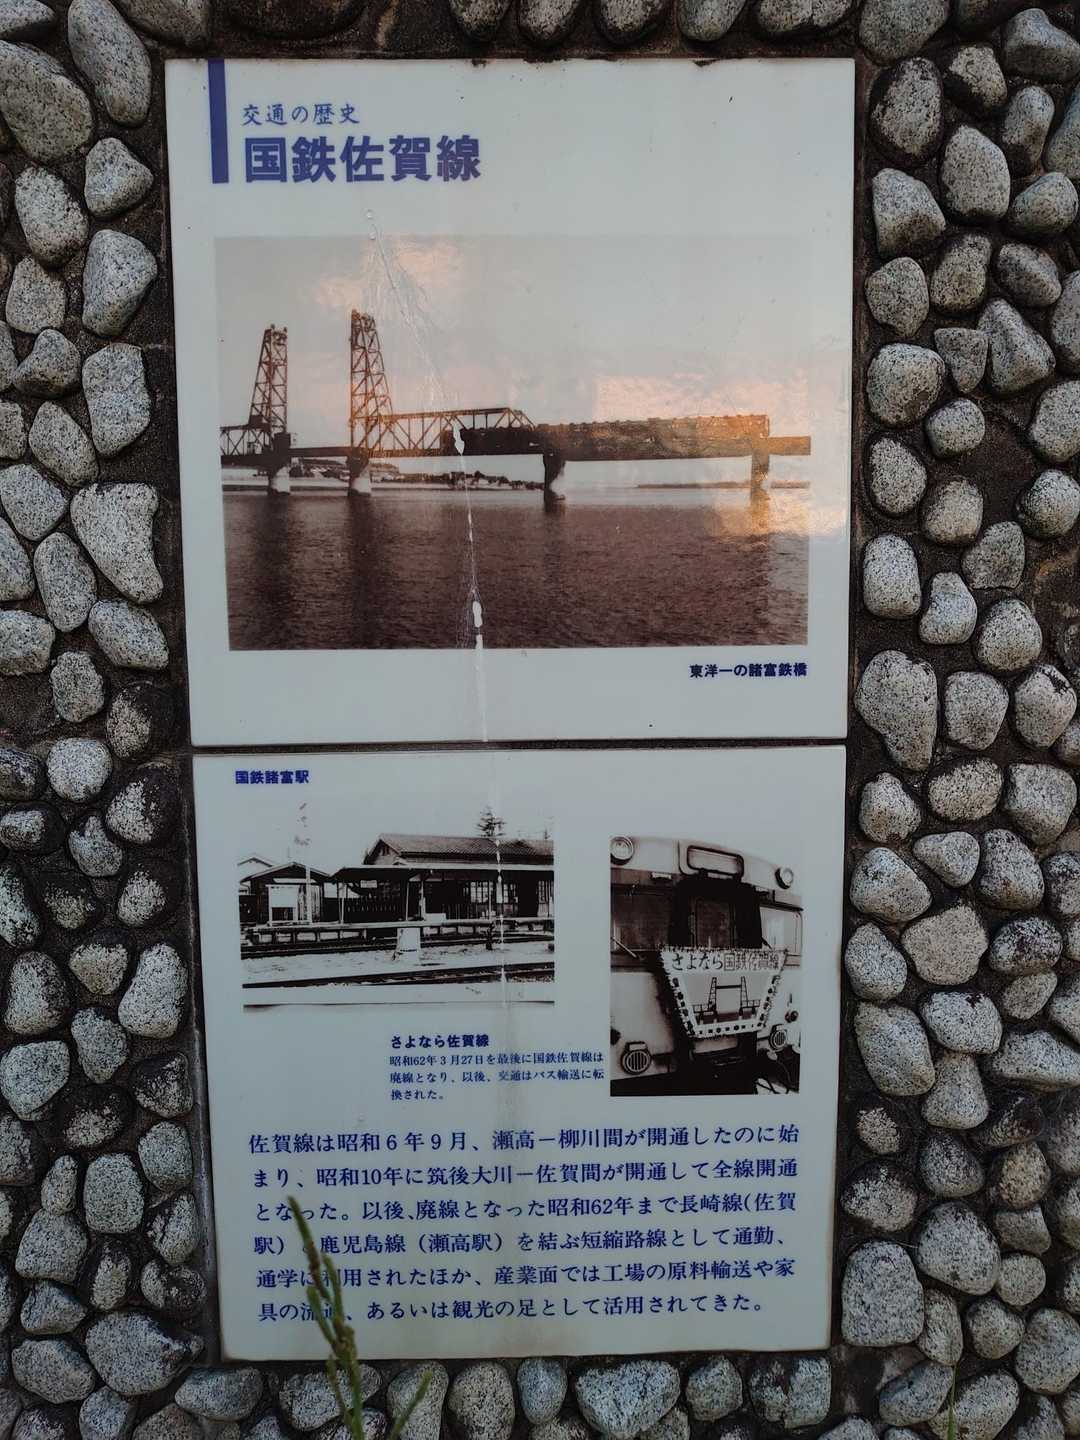 交通の歴史
国鉄佐賀線
東洋一の諸富鉄橋
国鉄諸富駅
さよなら国鉄佐賀線
さよなら佐賀線
昭和62年3月27日を最後に国鉄佐賀線は
廃線となり、以後、交通はバス輸送に転
換された。
佐賀線は昭和6年9月、瀬高－柳川間が開通したのに始
まり、昭和10年に筑後大川－佐賀間が開通して全線開通
となった。以後、廃線となった昭和62年まで長崎線(佐賀
駅)と鹿児島線(瀬高駅)を結ぶ短縮路線として通勤、
通学に利用されたほか、産業面では工場の原料輸送や家
具の流通、あるいは観光の足として活用されてきた。